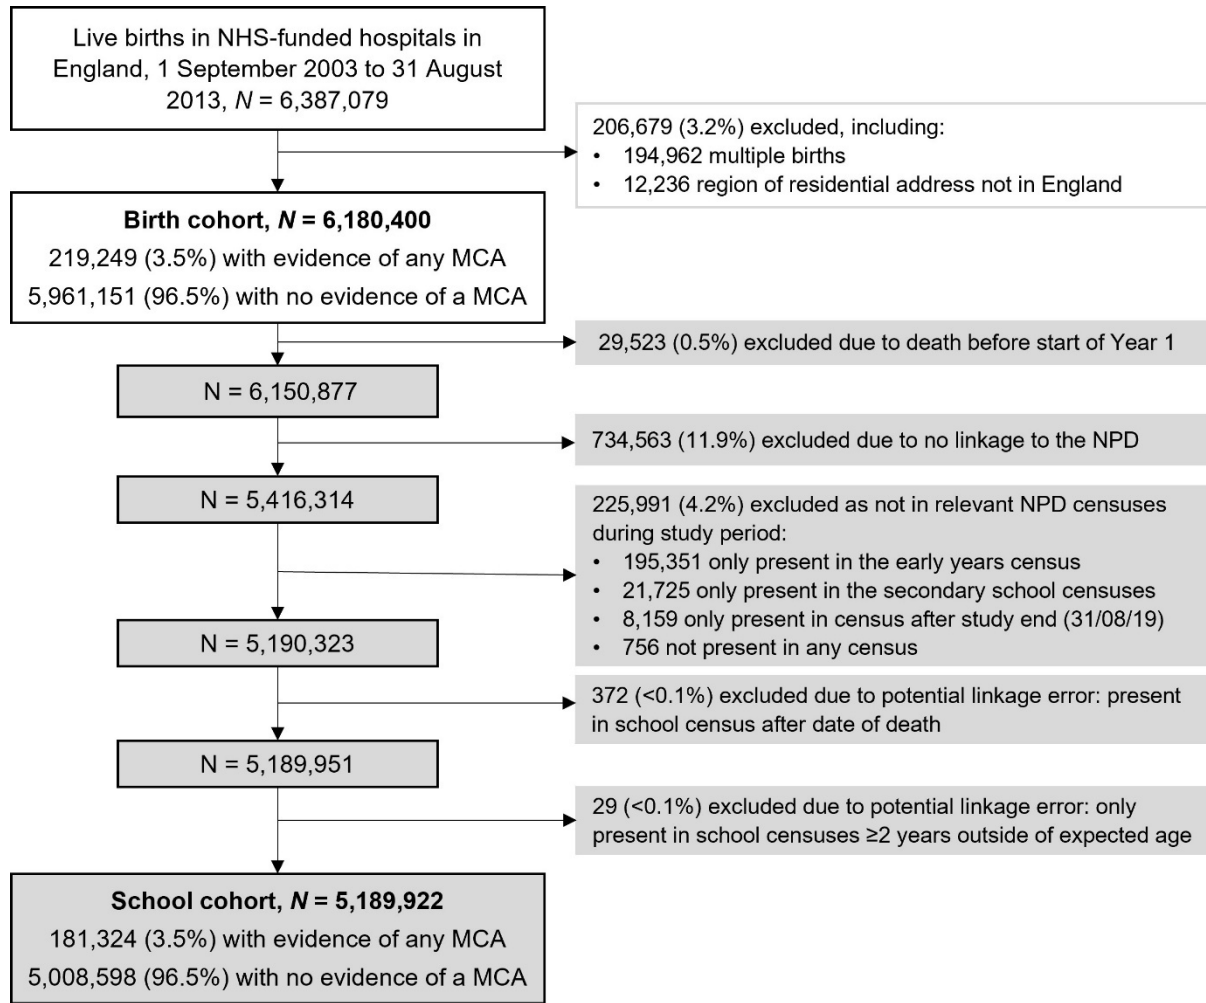 Live births in NHS-funded hospitals in
England, 1 September 2003 to 31 August
2013, N = 6,387,079
206,679 (3.2%) excluded, including:
• 194,962 multiple births
• 12,236 region of residential address not in England
Birth cohort, N = 6,180,400
219,249 (3.5%) with evidence of any MCA
5,961,151 (96.5%) with no evidence of a MCA
29,523 (0.5%) excluded due to death before start of Year 1
N = 6,150,877
734,563 (11.9%) excluded due to no linkage to the NPD
N = 5,416,314
225,991 (4.2%) excluded as not in relevant NPD censuses
during study period:
• 195,351 only present in the early years census
• 21,725 only present in the secondary school censuses
• 8,159 only present in census after study end (31/08/19)
• 756 not present in any census
N = 5,190,323
372 (<0.1%) excluded due to potential linkage error: present
in school census after date of death
N = 5,189,951
29 (<0.1%) excluded due to potential linkage error: only
present in school censuses ≥2 years outside of expected age
School cohort, N = 5,189,922
181,324 (3.5%) with evidence of any MCA
5,008,598 (96.5%) with no evidence of a MCA